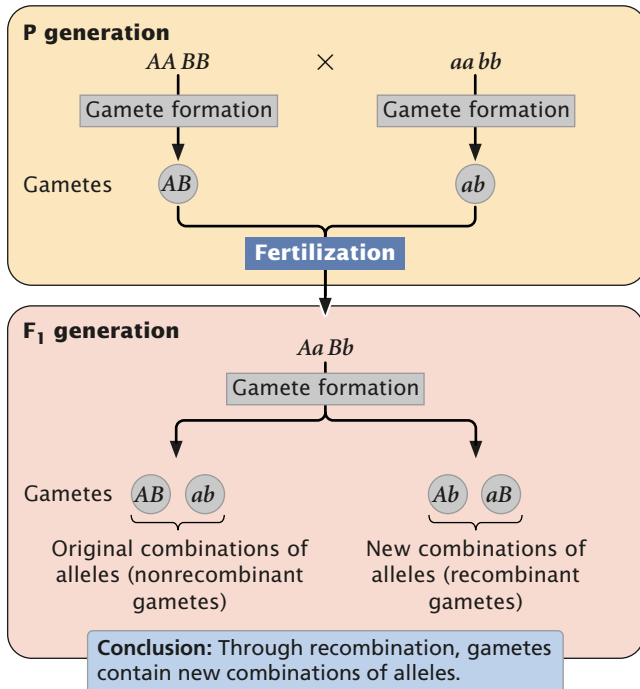 P generation
AA BB × aa bb
Gamete formation Gamete formation
Gametes AB ab
Fertilization
F1 generation
Aa Bb
Gamete formation
Gametes AB ab Ab aB
Original combinations of
alleles (nonrecombinant
gametes)
New combinations of
alleles (recombinant
gametes)
Conclusion: Through recombination, gametes
contain new combinations of alleles.